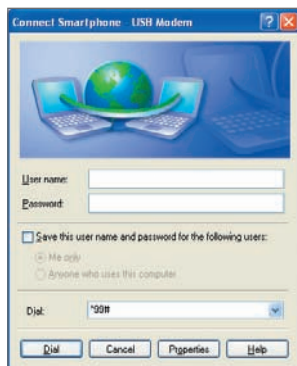 Connect Smartphone - USB Modem
User name:
Password:
Save this user name and password for the following users:
Me only
Anyone who uses this computer
Dial: *99#
Dial Cancel Properties Help